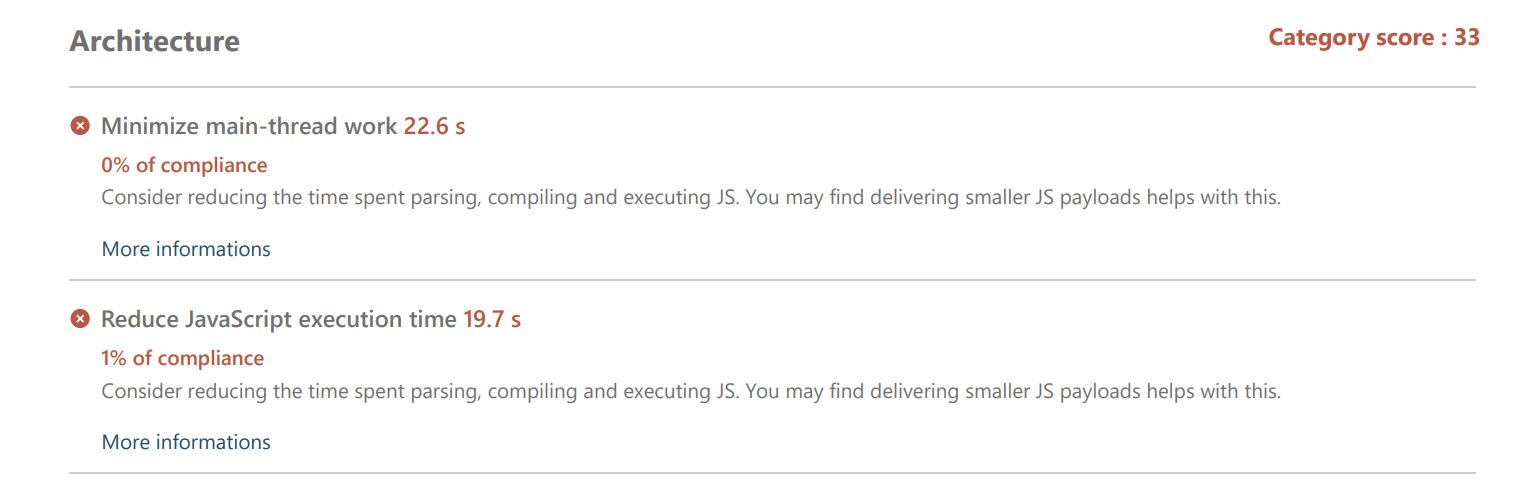 Architecture
Category score : 33
Minimize main-thread work 22.6 s
0% of compliance
Consider reducing the time spent parsing, compiling and executing JS. You may find delivering smaller JS payloads helps with this.
More informations
Reduce JavaScript execution time 19.7 s
1% of compliance
Consider reducing the time spent parsing, compiling and executing JS. You may find delivering smaller JS payloads helps with this.
More informations